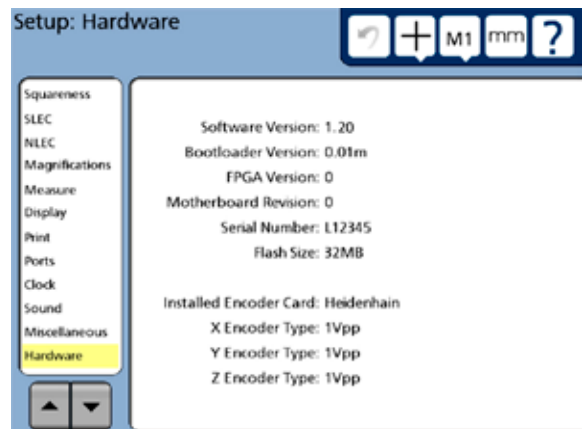 Setup: Hardware
M1 mm ?
Squareness
SLEC
NLEC
Magnifications
Measure
Display
Print
Ports
Clock
Sound
Miscellaneous
Hardware
Software Version: 1.20
Bootloader Version: 0.01m
FPGA Version: 0
Motherboard Revision: 0
Serial Number: L12345
Flash Size: 32MB
Installed Encoder Card: Heidenhain
X Encoder Type: 1Vpp
Y Encoder Type: 1Vpp
Z Encoder Type: 1Vpp